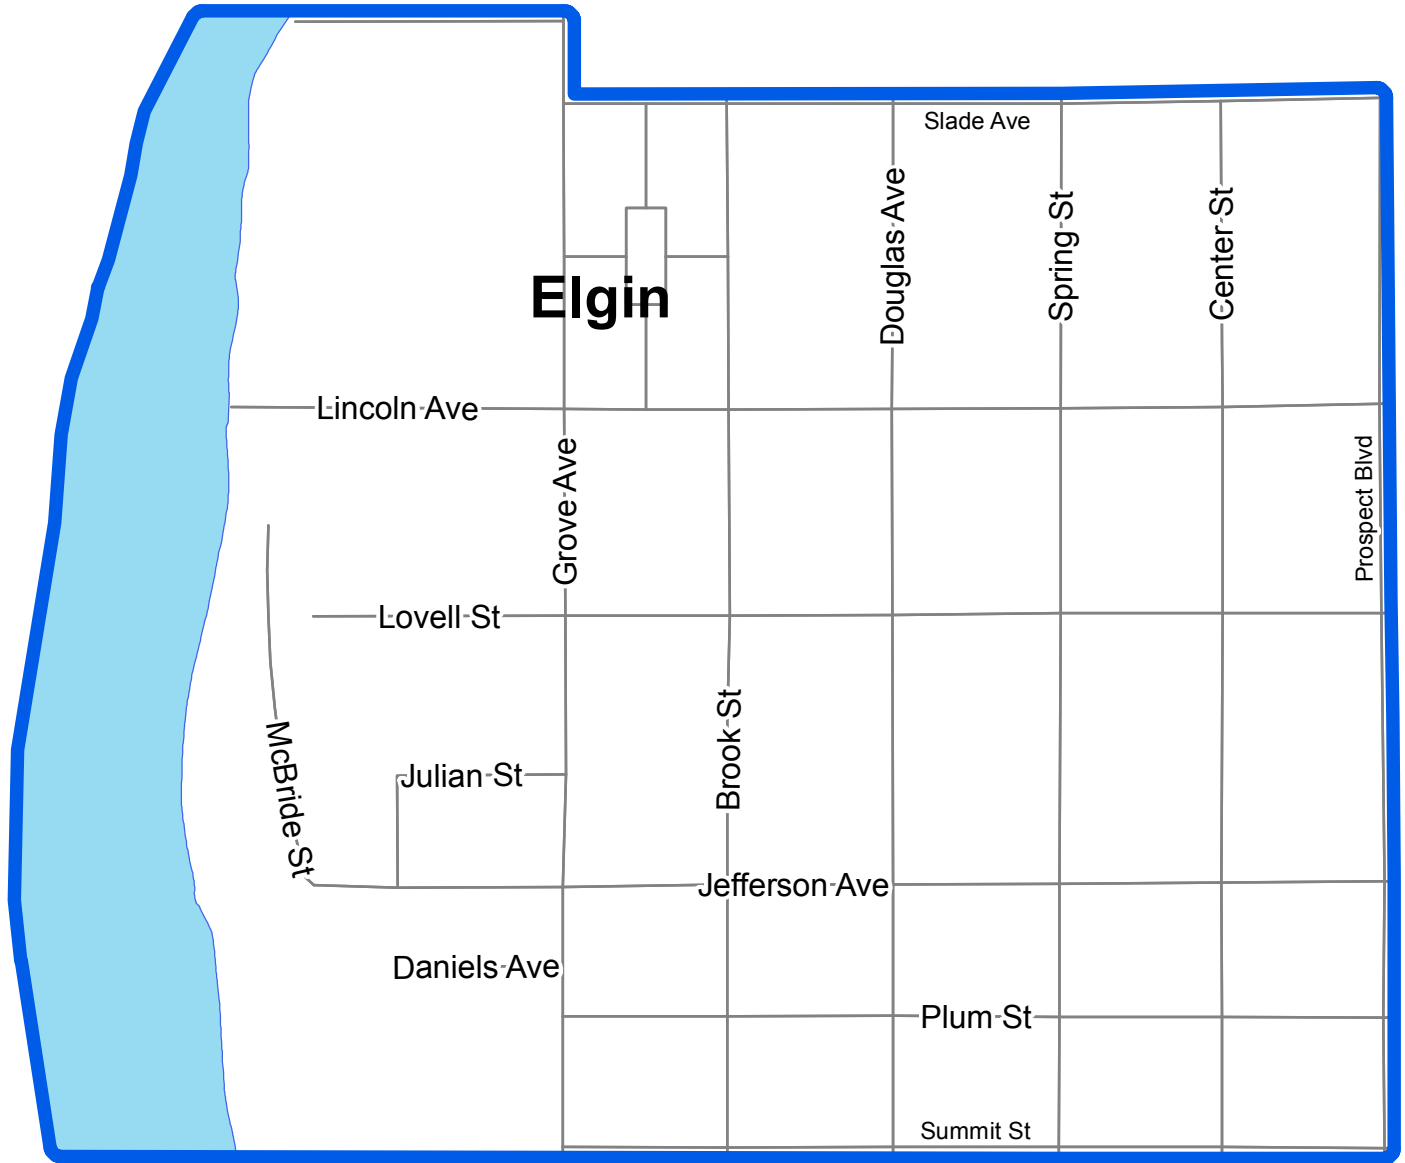 Slade Ave
Douglas Ave
Spring St
Center St
Elgin
Lincoln Ave
Grove Ave
Prospect Blvd
Lovell St
Brook St
McBride St
Julian St
Jefferson Ave
Daniels Ave
Plum St
Summit St